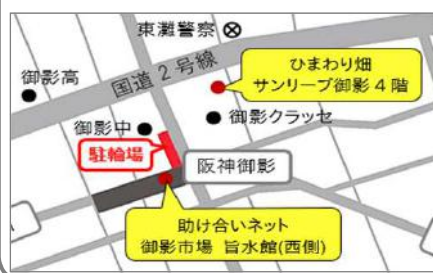 東灘警察
国道2号線
ひまわり畑
サンリーブ御影4階
御影高
御影中
御影クラッセ
駐輪場
阪神御影
助け合いネット
御影市場 旨水館(西側)